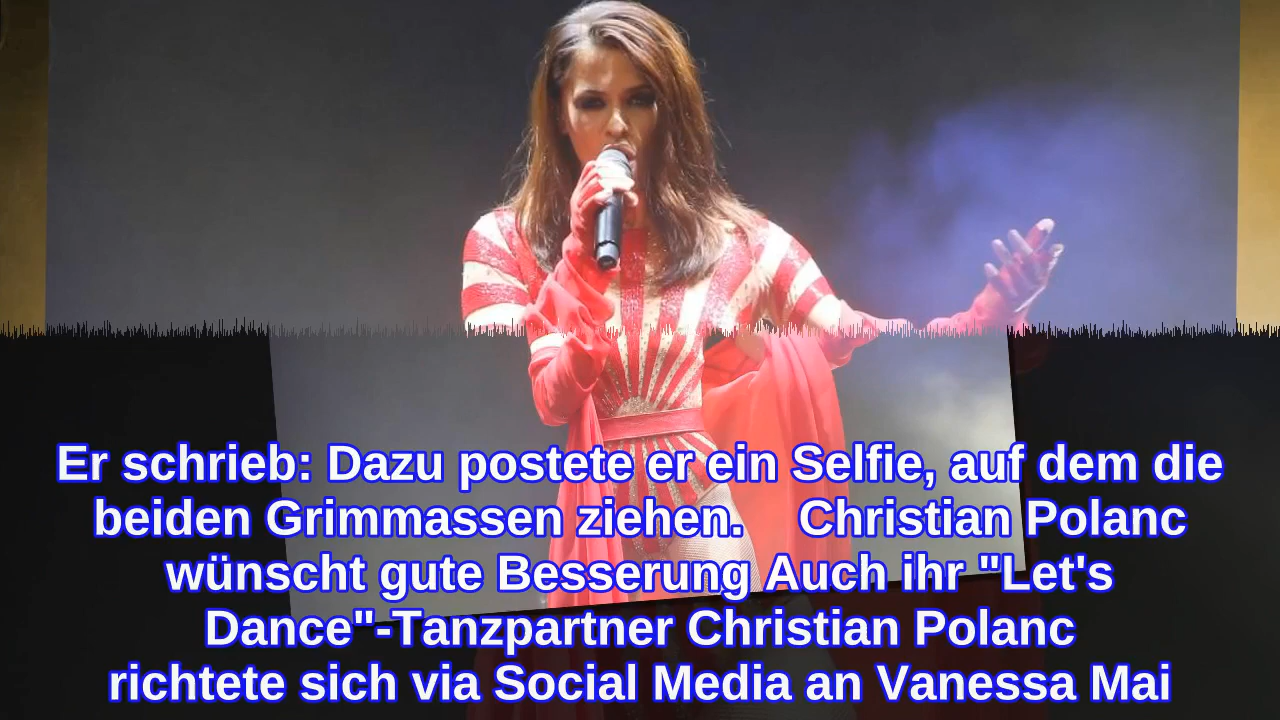 Er schrieb: Dazu postete er ein Selfie, auf dem die
beiden Grimmassen ziehen.    Christian Polanc
wünscht gute Besserung Auch ihr "Let's
Dance"-Tanzpartner Christian Polanc
richtete sich via Social Media an Vanessa Mai